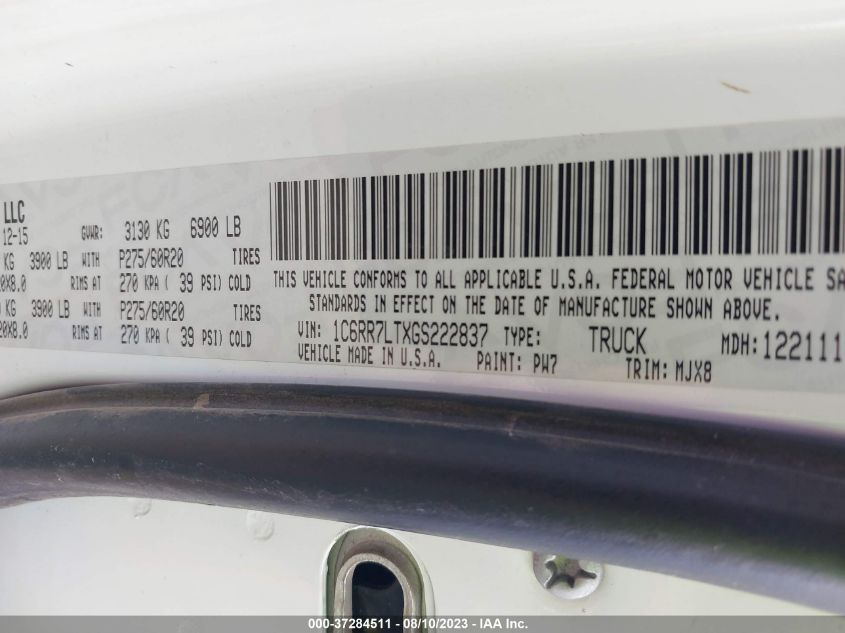 LLC
12-15 GVWR: 3130 KG 6900 LB
KG 3900 LB WITH P275/60R20 TIRES
0X8.0 RIMS AT 270 KPA ( 39 PSI) COLD
KG 3900 LB WITH P275/60R20 TIRES
20X8.0 RIMS AT 270 KPA ( 39 PSI) COLD
THIS VEHICLE CONFORMS TO ALL APPLICABLE U.S.A. FEDERAL MOTOR VEHICLE SA
STANDARDS IN EFFECT ON THE DATE OF MANUFACTURE SHOWN ABOVE.
VIN: 1C6RR7LTXGS222837 TYPE: TRUCK MDH: 122111
VEHICLE MADE IN U.S.A. PAINT: PW7 TRIM: MJX8
000-37284511 - 08/10/2023 - IAA Inc.